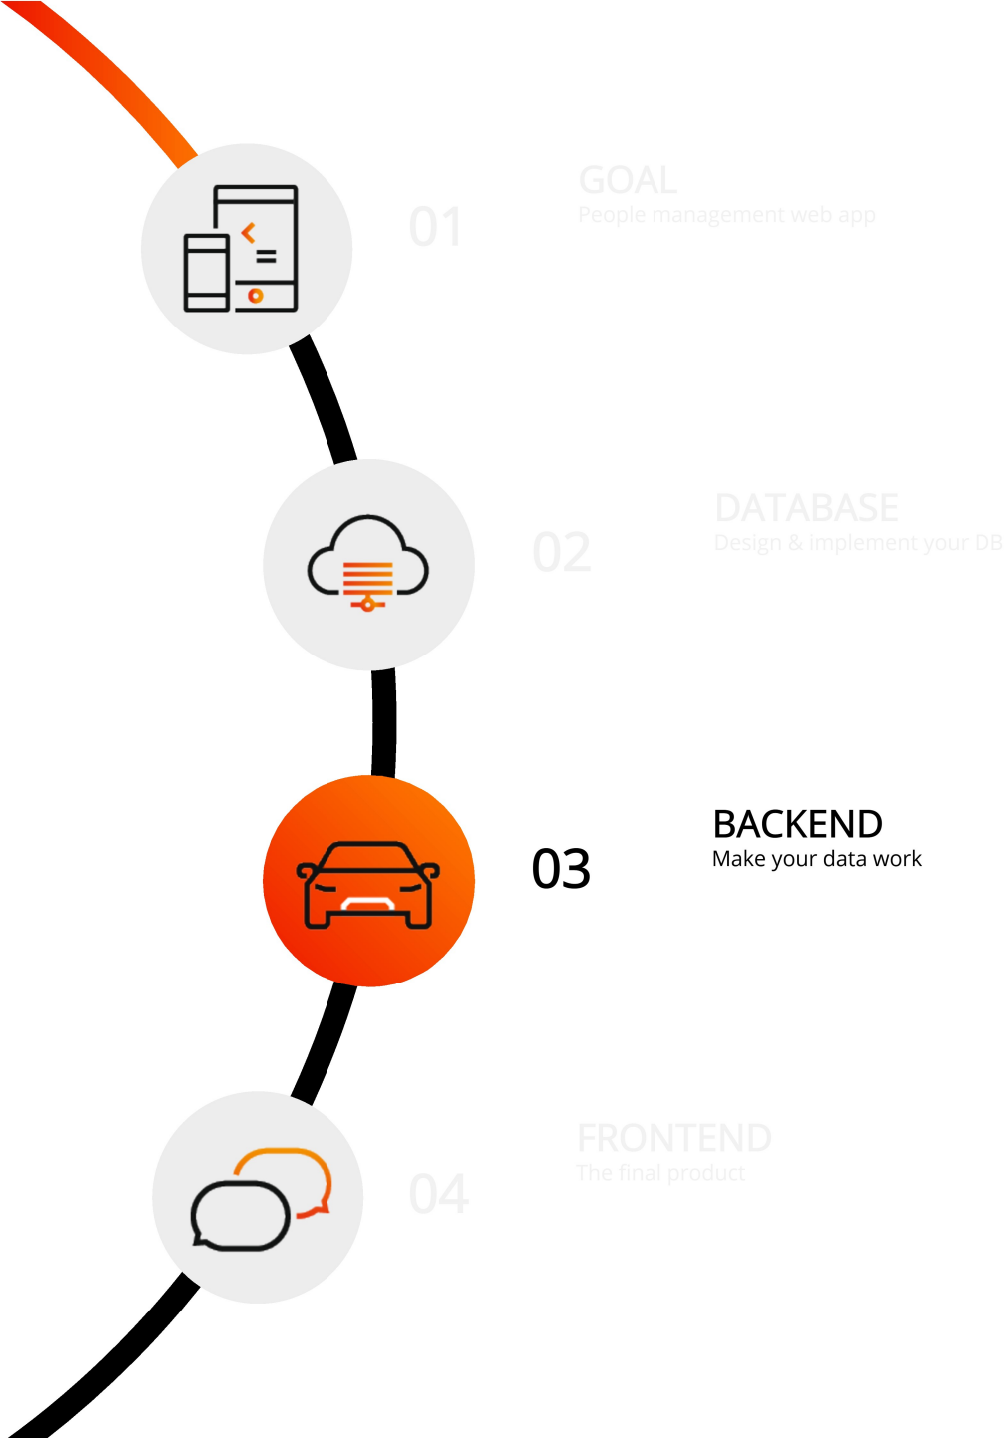 01
GOAL
People management web app
02
DATABASE
Design & implement your DB
03
BACKEND
Make your data work
04
FRONTEND
The final product